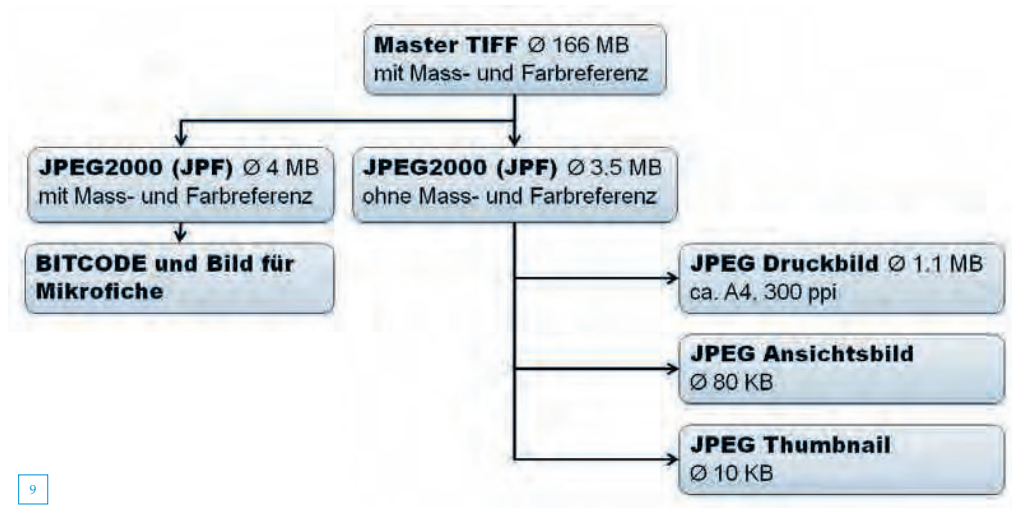 Master TIFF Ø 166 MB
mit Mass- und Farbreferenz
JPEG2000 (JPF) Ø 4 MB
mit Mass- und Farbreferenz
JPEG2000 (JPF) Ø 3.5 MB
ohne Mass- und Farbreferenz
BITCODE und Bild für
Mikrofiche
JPEG Druckbild Ø 1.1 MB
ca. A4, 300 ppi
JPEG Ansichtsbild
Ø 80 KB
JPEG Thumbnail
Ø 10 KB
9